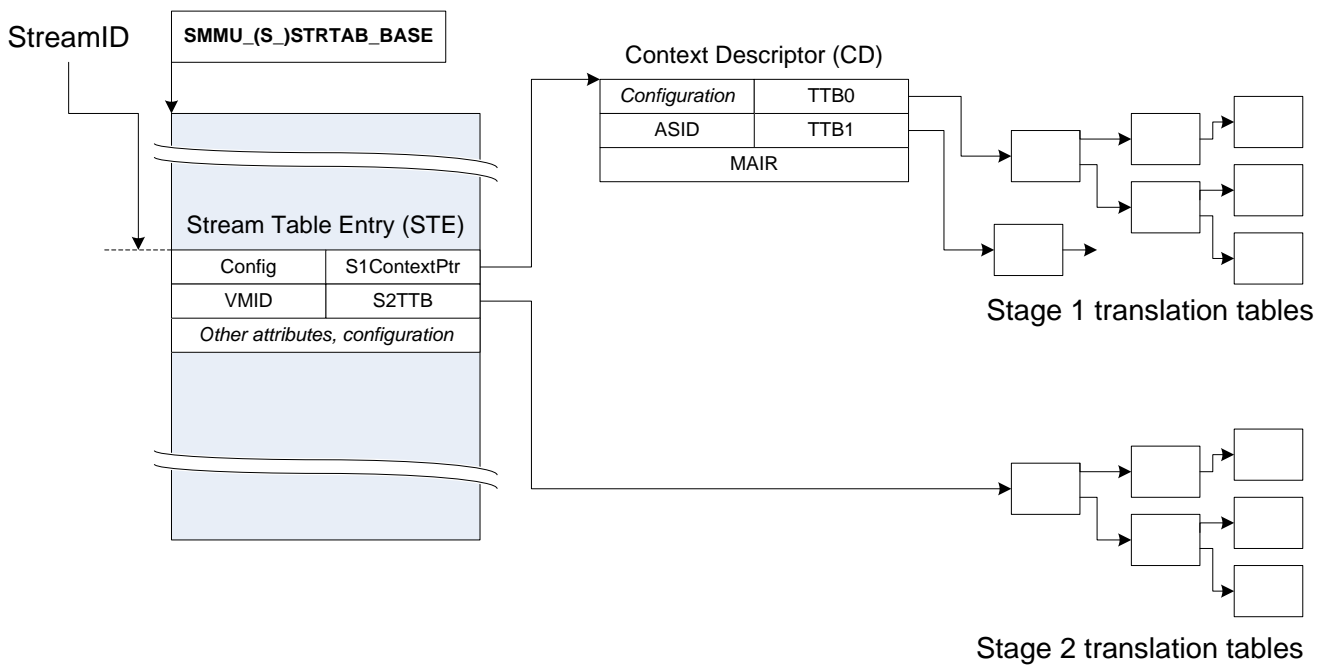 StreamID
SMMU_(S_)STRTAB_BASE
Context Descriptor (CD)
Configuration
TTB0
ASID
TTB1
MAIR
Stream Table Entry (STE)
Config
S1ContextPtr
VMID
S2TTB
Other attributes, configuration
Stage 1 translation tables
Stage 2 translation tables